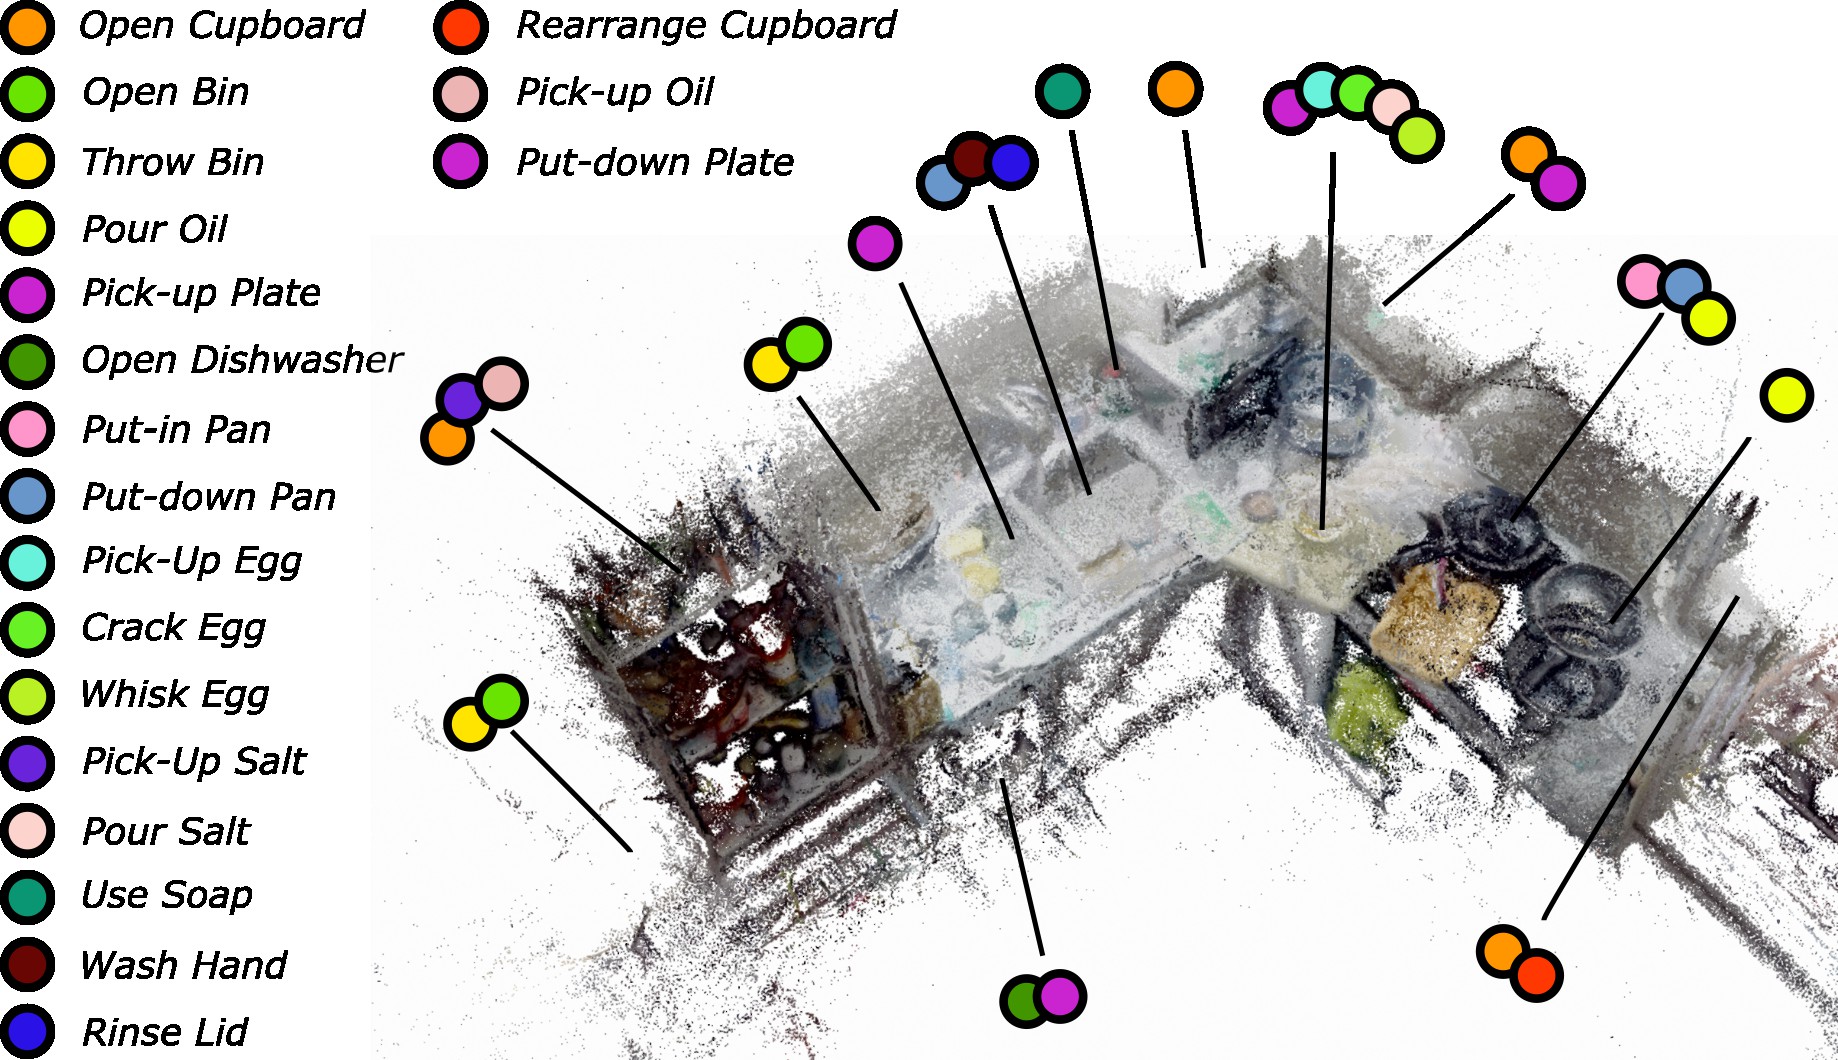 Open Cupboard
Open Bin
Throw Bin
Pour Oil
Pick-up Plate
Open Dishwasher
Put-in Pan
Put-down Pan
Pick-Up Egg
Crack Egg
Whisk Egg
Pick-Up Salt
Pour Salt
Use Soap
Wash Hand
Rinse Lid
Rearrange Cupboard
Pick-up Oil
Put-down Plate